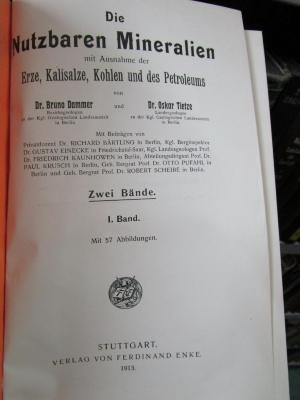 Die
Nutzbaren Mineralien
mit Ausnahme der
Erze, Kalisalze, Kohlen und des Petroleums
von
Dr. Bruno Dammer und Dr. Oskar Tietze
Bezirksgeologe
an der Kgl. Geologischen Landesanstalt an der Kgl. Geologischen Landesanstalt
in Berlin in Berlin
Mit Beiträgen von
Privatdozent Dr. RICHARD BÄRTLING in Berlin, Kgl. Berginspektor
Dr. GUSTAV EINECKE in Friedrichstal-Saar, Kgl. Landesgeologen Prof.
Dr. FRIEDRICH KAUNHOWEN in Berlin, Abteilungsdirigent Prof. Dr.
PAUL KRUSCH in Berlin, Geh. Bergrat Prof. Dr. OTTO PUFAHL in
Berlin und Geh. Bergrat Prof. Dr. ROBERT SCHEIBE in Berlin.
Zwei Bände.
I. Band.
Mit 57 Abbildungen.
STUTTGART.
VERLAG VON FERDINAND ENKE.
1913.